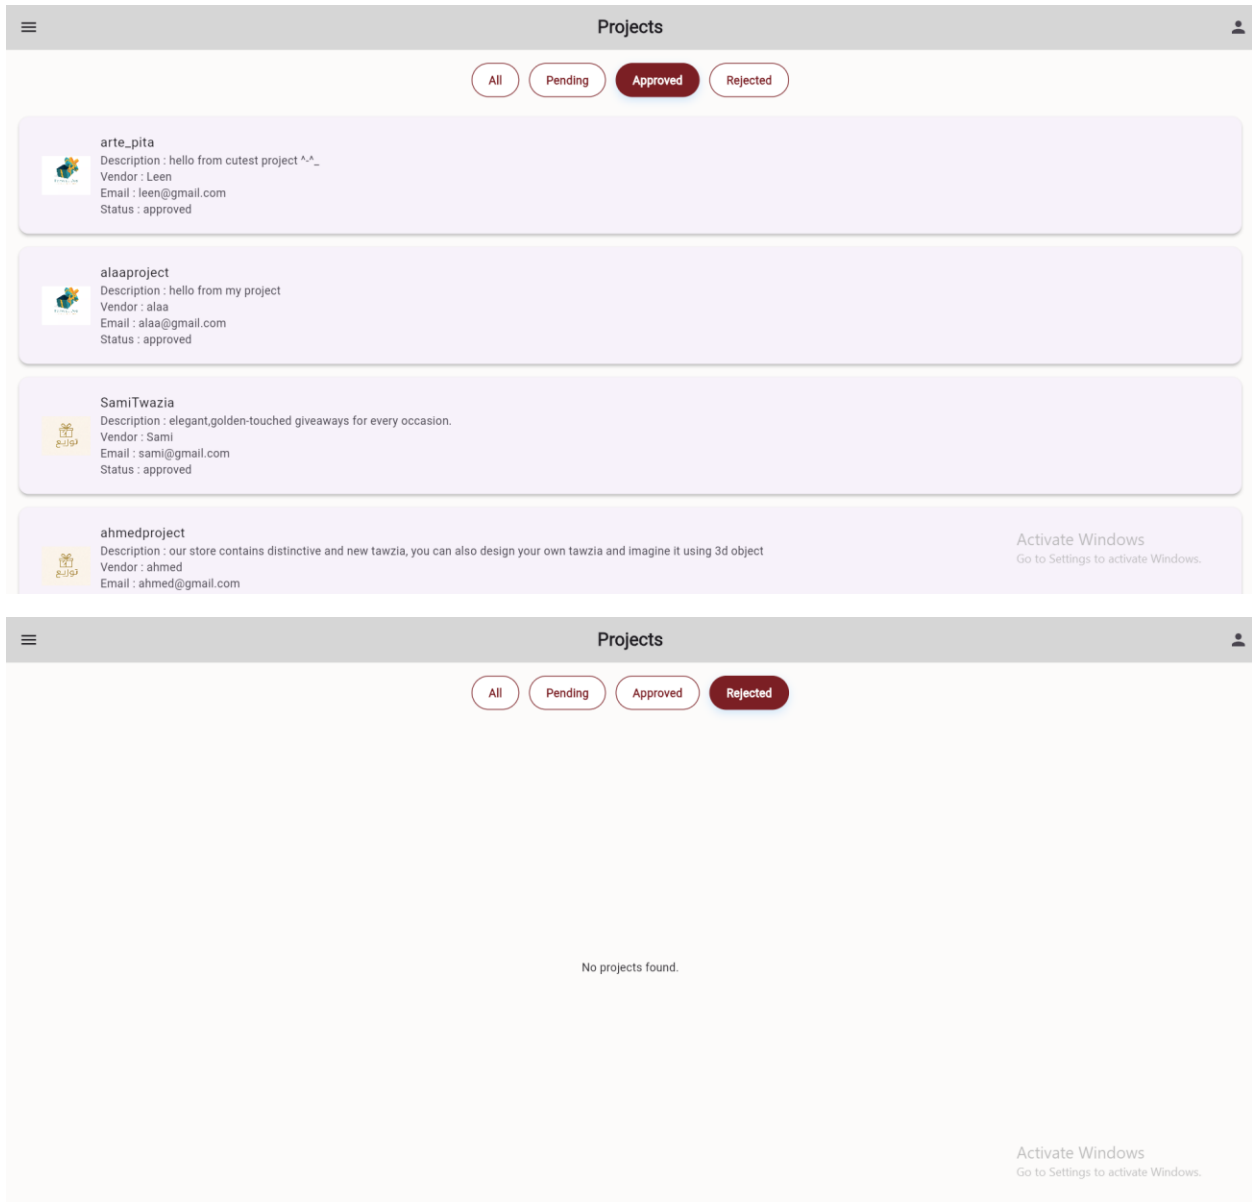 Projects
All Pending Approved Rejected
arte_pita
Description : hello from cutest project ^-^_
Vendor : Leen
Email : leen@gmail.com
Status : approved
alaaproject
Description : hello from my project
Vendor : alaa
Email : alaa@gmail.com
Status : approved
SamiTwazia
توزيع
Description : elegant,golden-touched giveaways for every occasion.
Vendor : Sami
Email : sami@gmail.com
Status : approved
ahmedproject
توزيع
Description : our store contains distinctive and new tawzia, you can also design your own tawzia and imagine it using 3d object
Vendor : ahmed
Email : ahmed@gmail.com
Activate Windows
Go to Settings to activate Windows.
Projects
All Pending Approved Rejected
No projects found.
Activate Windows
Go to Settings to activate Windows.